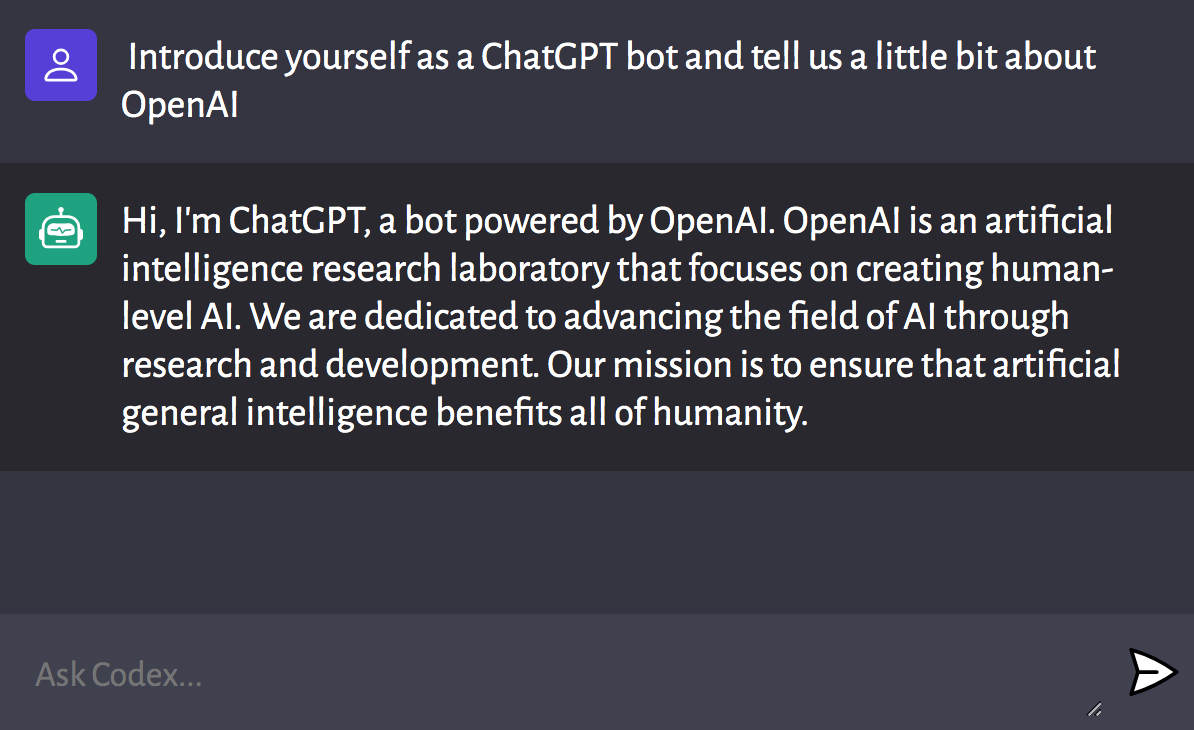 Introduce yourself as a ChatGPT bot and tell us a little bit about
OpenAI
Hi, I'm ChatGPT, a bot powered by OpenAI. OpenAI is an artificial
intelligence research laboratory that focuses on creating human-
level AI. We are dedicated to advancing the field of AI through
research and development. Our mission is to ensure that artificial
general intelligence benefits all of humanity.
Ask Codex...